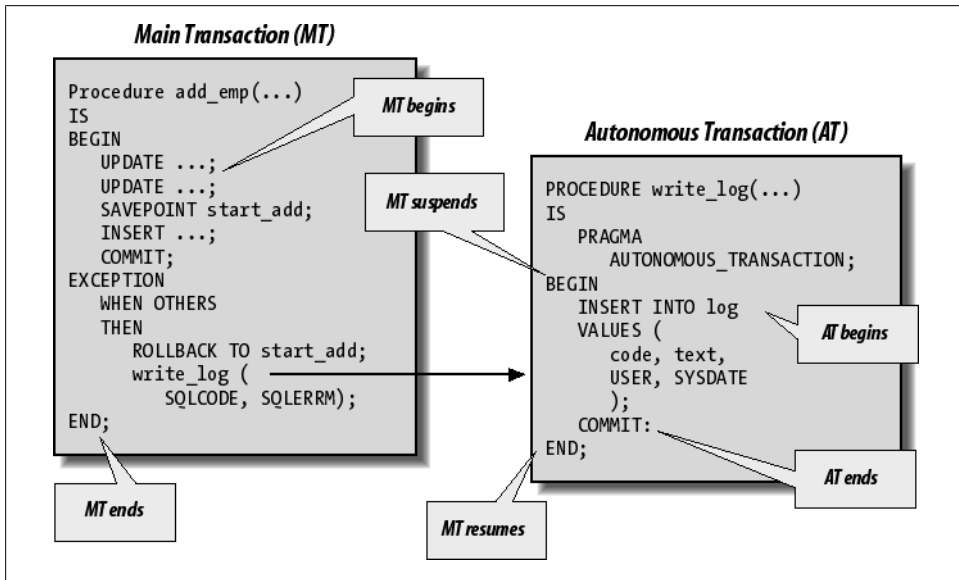 Main Transaction (MT)
Procedure add_emp(...)
IS
BEGIN
UPDATE ...;
UPDATE ...;
SAVEPOINT start_add;
INSERT ...;
COMMIT;
EXCEPTION
WHEN OTHERS
THEN
ROLLBACK TO start_add;
write_log (
SQLCODE, SQLERRM);
END;
MT begins
MT ends
Autonomous Transaction (AT)
MT suspends
PROCEDURE write_log(...)
IS
PRAGMA
AUTONOMOUS_TRANSACTION;
BEGIN
INSERT INTO log
VALUES (
code, text,
USER, SYSDATE
);
COMMIT:
END;
AT begins
AT ends
MT resumes